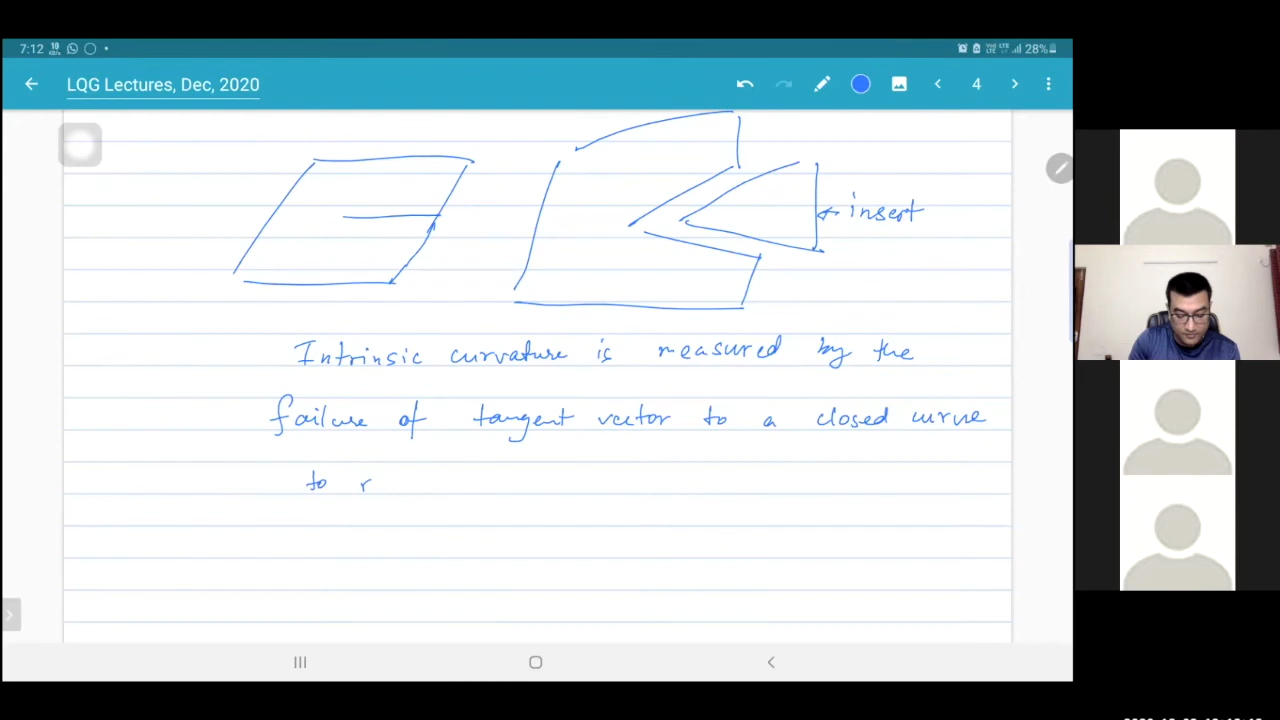 7:12
28%
LQG Lectures, Dec, 2020
4
← insert
Intrinsic curvature is measured by the
failure of tangent vector to a closed curve
to r